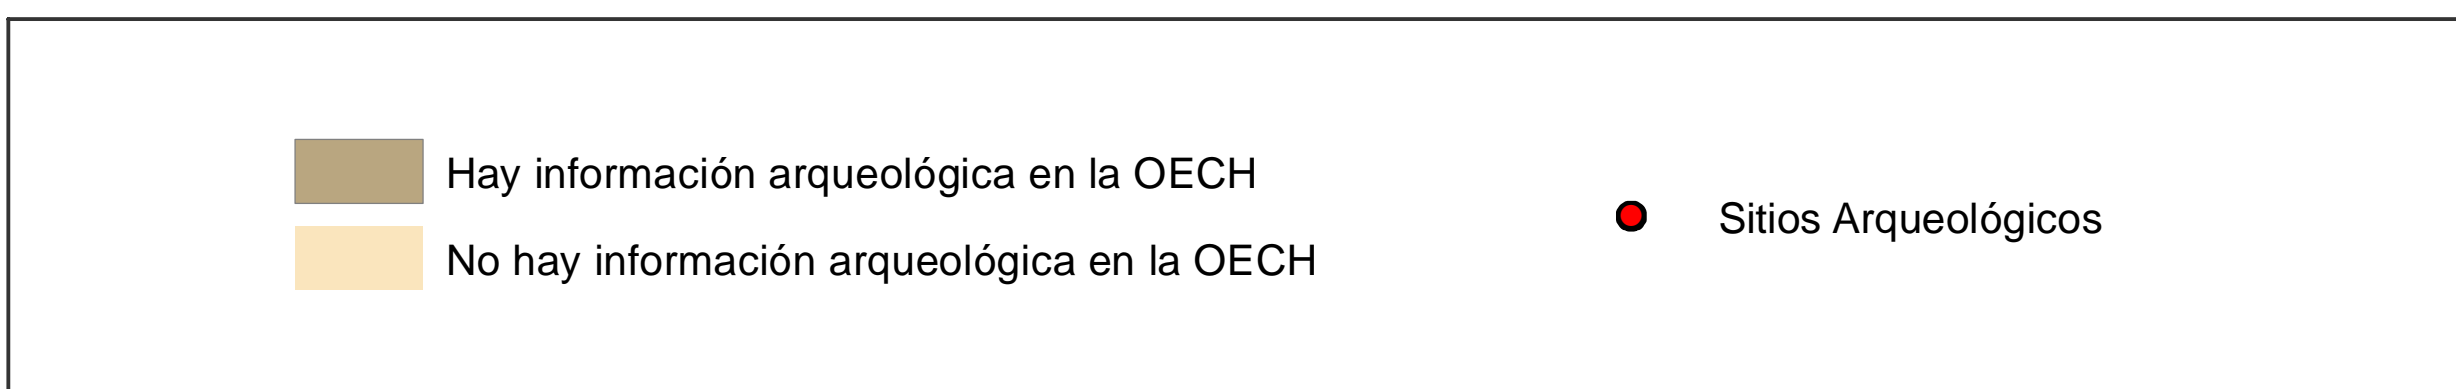 Hay información arqueológica en la OECH
No hay información arqueológica en la OECH
Sitios Arqueológicos